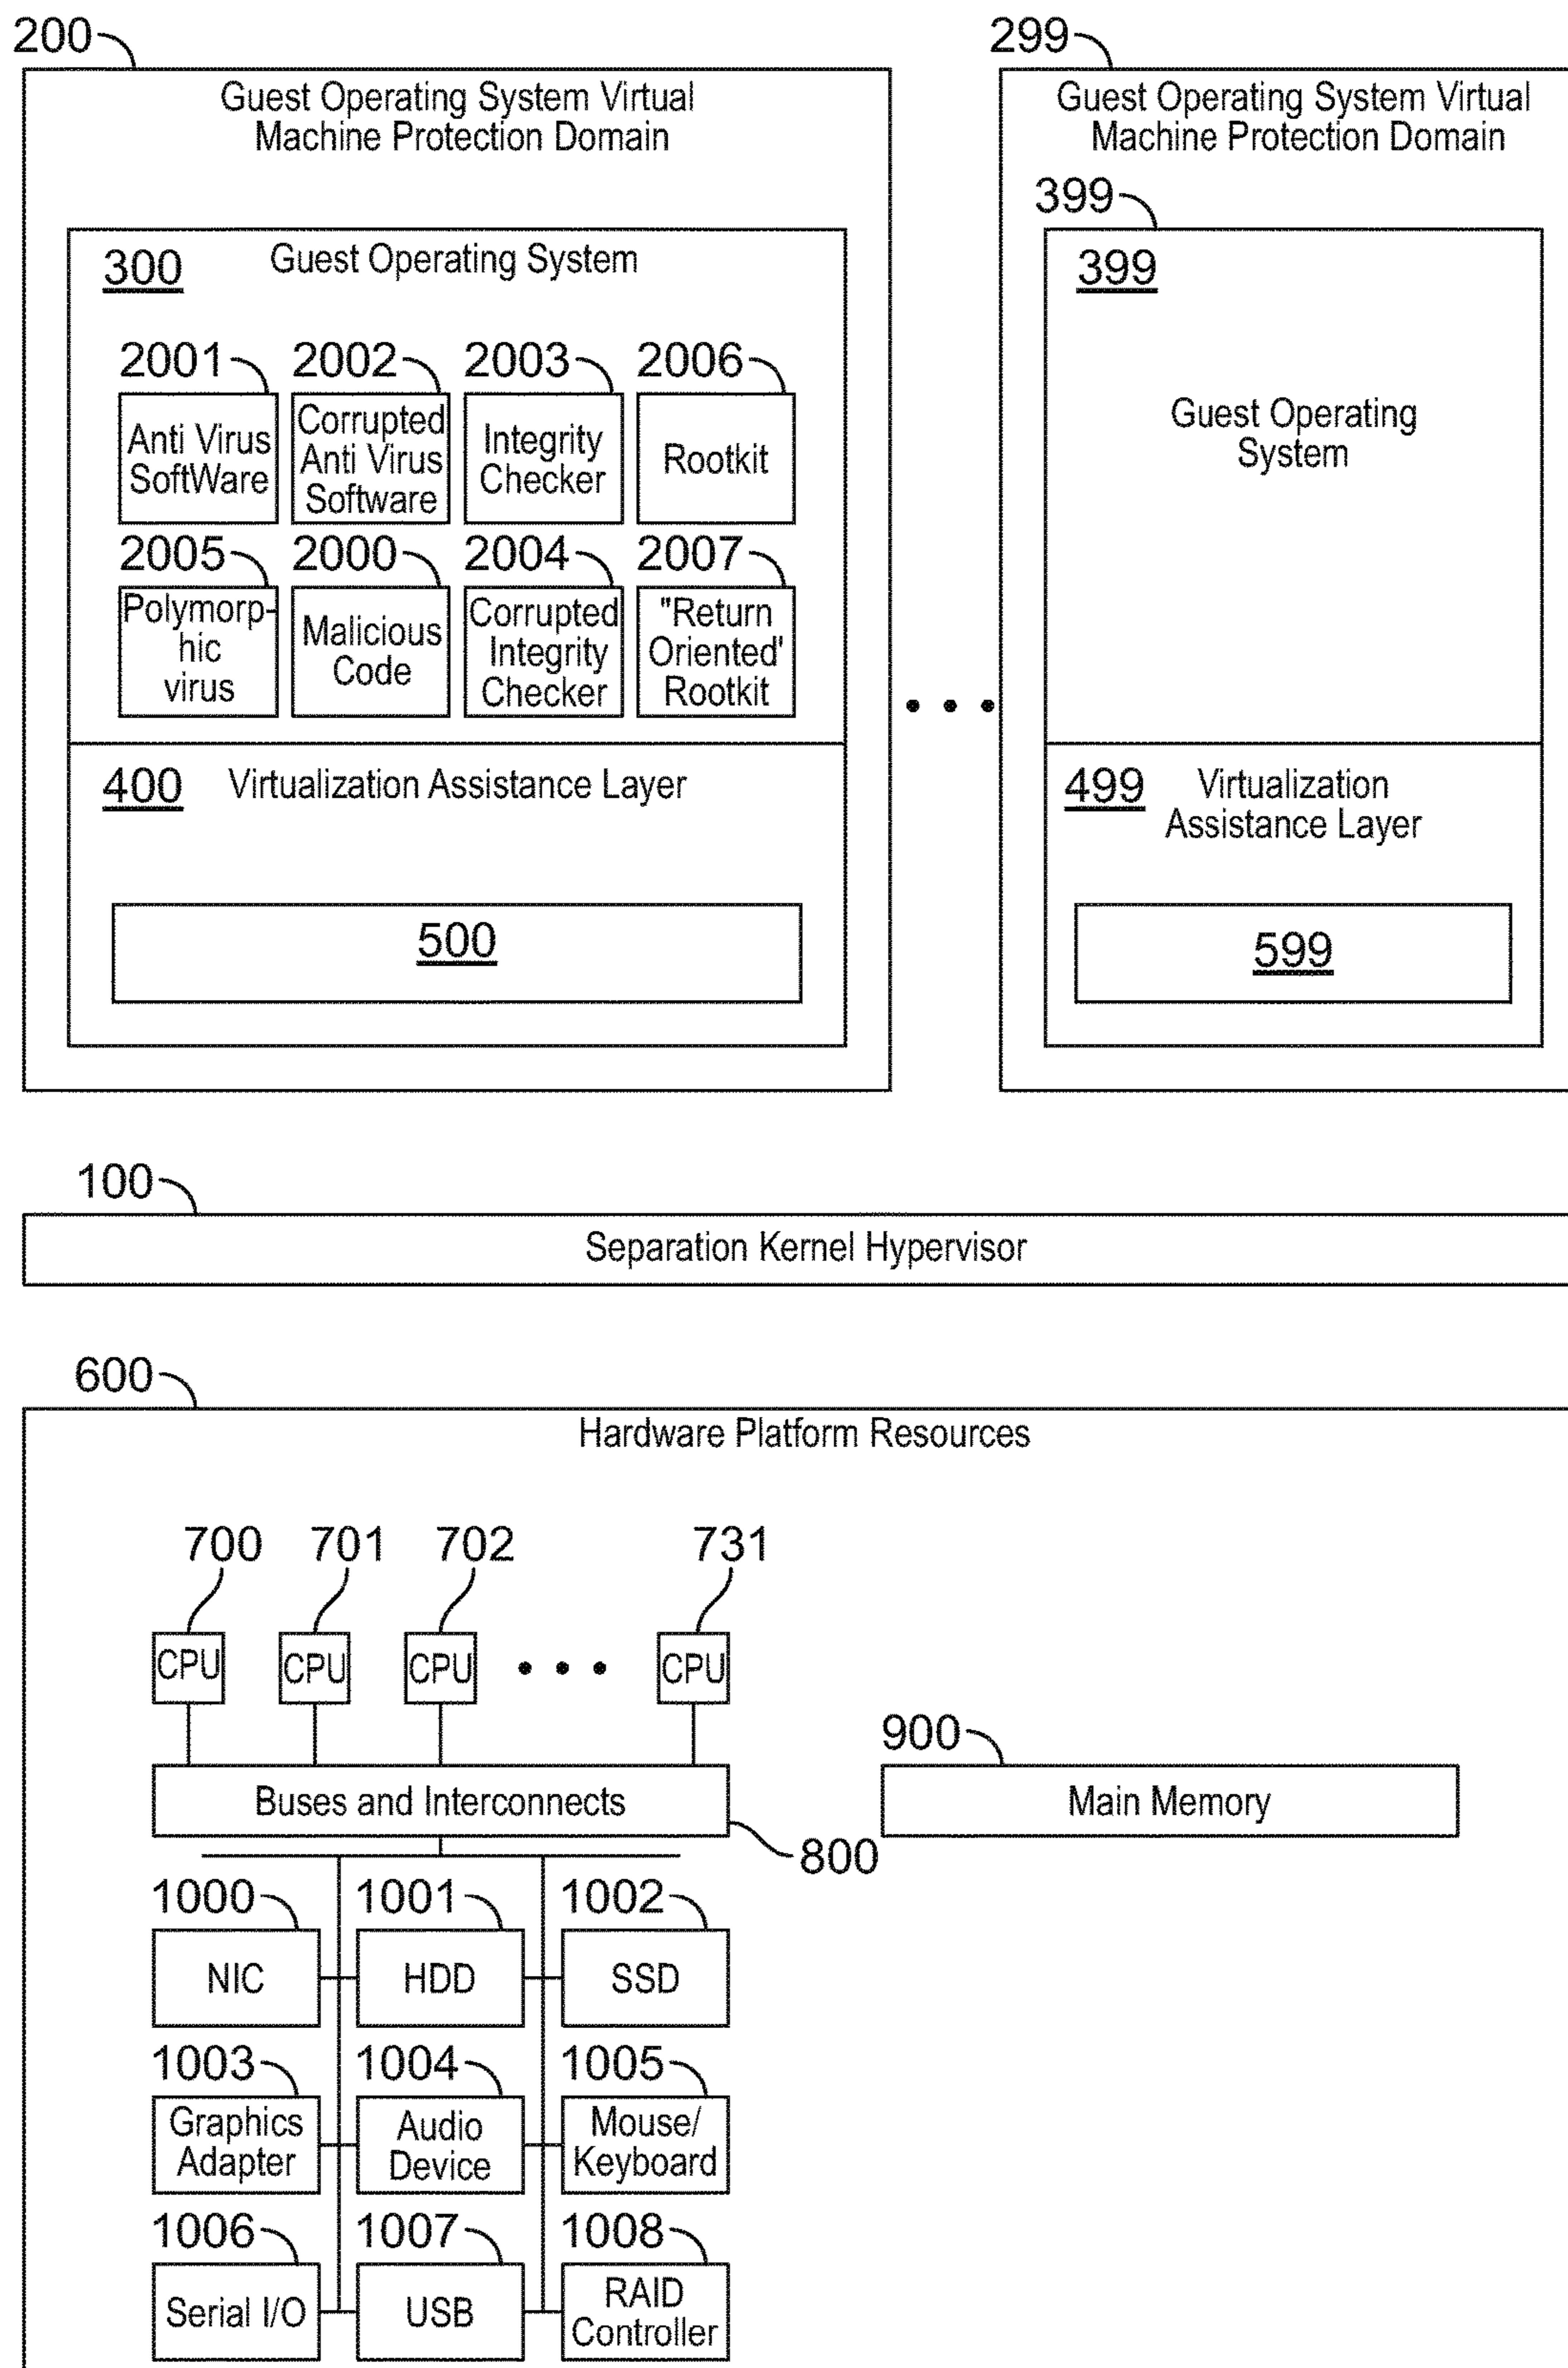 200
299
Guest Operating System Virtual
Machine Protection Domain
Guest Operating System Virtual
Machine Protection Domain
399
300
Guest Operating System
399
2001
2002
2003
2006
Anti Virus
SoftWare
Corrupted
Anti Virus
Software
Integrity
Checker
Rootkit
Guest Operating
System
2005
2000
2004
2007
Polymorp-
hic
virus
Malicious
Code
Corrupted
Integrity
Checker
"Return
Oriented'
Rootkit
• • •
400
Virtualization Assistance Layer
499
Virtualization
Assistance Layer
500
599
100
Separation Kernel Hypervisor
600
Hardware Platform Resources
700
701
702
731
CPU
CPU
CPU
• • •
CPU
900
Buses and Interconnects
Main Memory
800
1000
1001
1002
NIC
HDD
SSD
1003
1004
1005
Graphics
Adapter
Audio
Device
Mouse/
Keyboard
1006
1007
1008
Serial I/O
USB
RAID
Controller